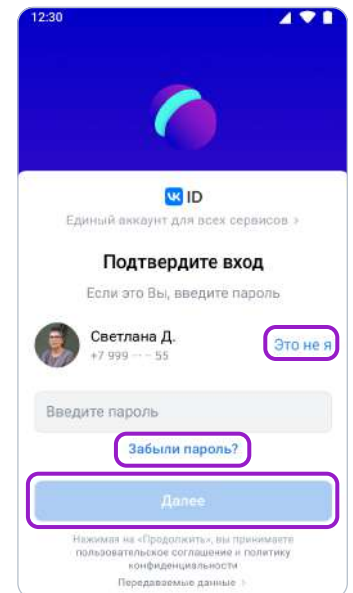 12:30
VK ID
Единый аккаунт для всех сервисов >
Подтвердите вход
Если это Вы, введите пароль
Светлана Д.
Это не я
+7 999 ··· ·· 55
Введите пароль
Забыли пароль?
Далее
Нажимая на «Продолжить», вы принимаете
пользовательское соглашение и политику
конфиденциальности
Передаваемые данные >